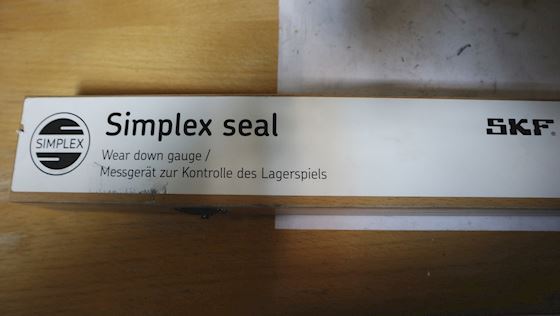 SIMPLEX
Simplex seal
SKF®
Wear down gauge /
Messgerät zur Kontrolle des Lagerspiels